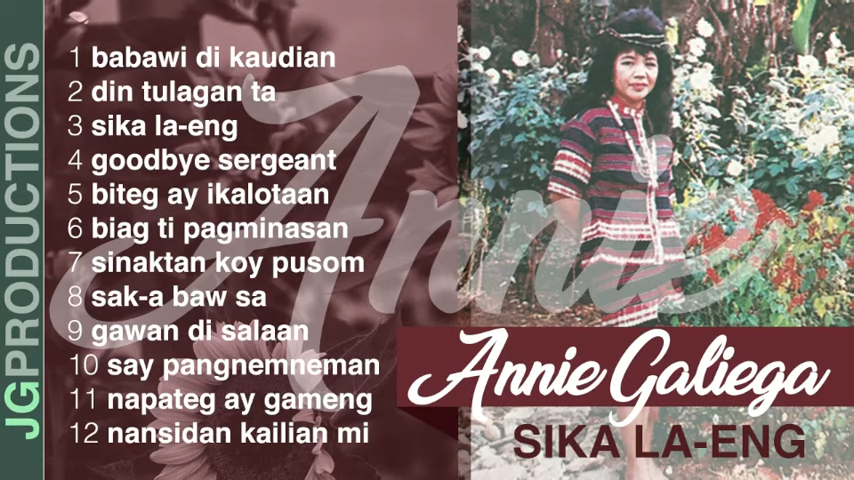 JGPRODUCTIONS
1 babawi di kaudian
2 din tulagan ta
3 sika la-eng
4 goodbye sergeant
5 biteg ay ikalotaan
6 biag ti pagminasan
7 sinaktan koy pusom
8 sak-a baw sa
9 gawan di salaan
10 say pangnemneman
11 napateg ay gameng
12 nansidan kailian mi
Annie
Annie Galiega
SIKA LA-ENG